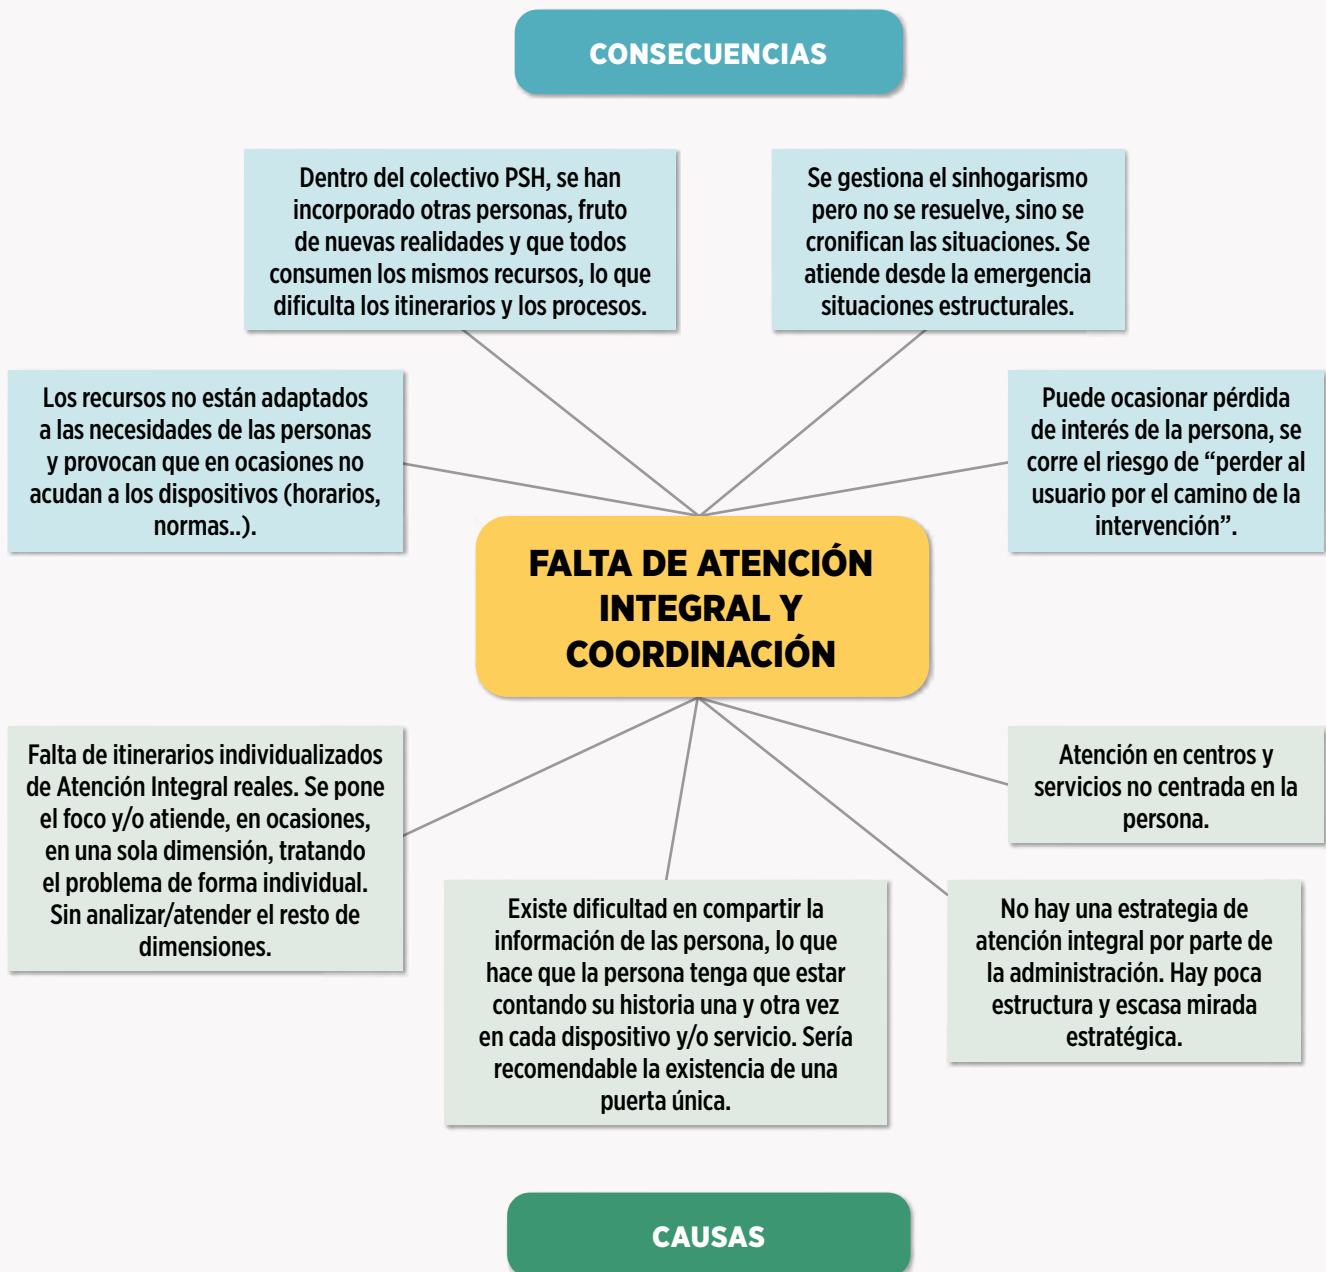 CONSECUENCIAS
Dentro del colectivo PSH, se han
incorporado otras personas, fruto
de nuevas realidades y que todos
consumen los mismos recursos, lo que
dificulta los itinerarios y los procesos.
Se gestiona el sinhogarismo
pero no se resuelve, sino se
cronifican las situaciones. Se
atiende desde la emergencia
situaciones estructurales.
Los recursos no están adaptados
a las necesidades de las personas
y provocan que en ocasiones no
acudan a los dispositivos (horarios,
normas..).
Puede ocasionar pérdida
de interés de la persona, se
corre el riesgo de “perder al
usuario por el camino de la
intervención”.
FALTA DE ATENCIÓN
INTEGRAL Y
COORDINACIÓN
Falta de itinerarios individualizados
de Atención Integral reales. Se pone
el foco y/o atiende, en ocasiones,
en una sola dimensión, tratando
el problema de forma individual.
Sin analizar/atender el resto de
dimensiones.
Existe dificultad en compartir la
información de las persona, lo que
hace que la persona tenga que estar
contando su historia una y otra vez
en cada dispositivo y/o servicio. Sería
recomendable la existencia de una
puerta única.
No hay una estrategia de
atención integral por parte de
la administración. Hay poca
estructura y escasa mirada
estratégica.
Atención en centros y
servicios no centrada en la
persona.
CAUSAS